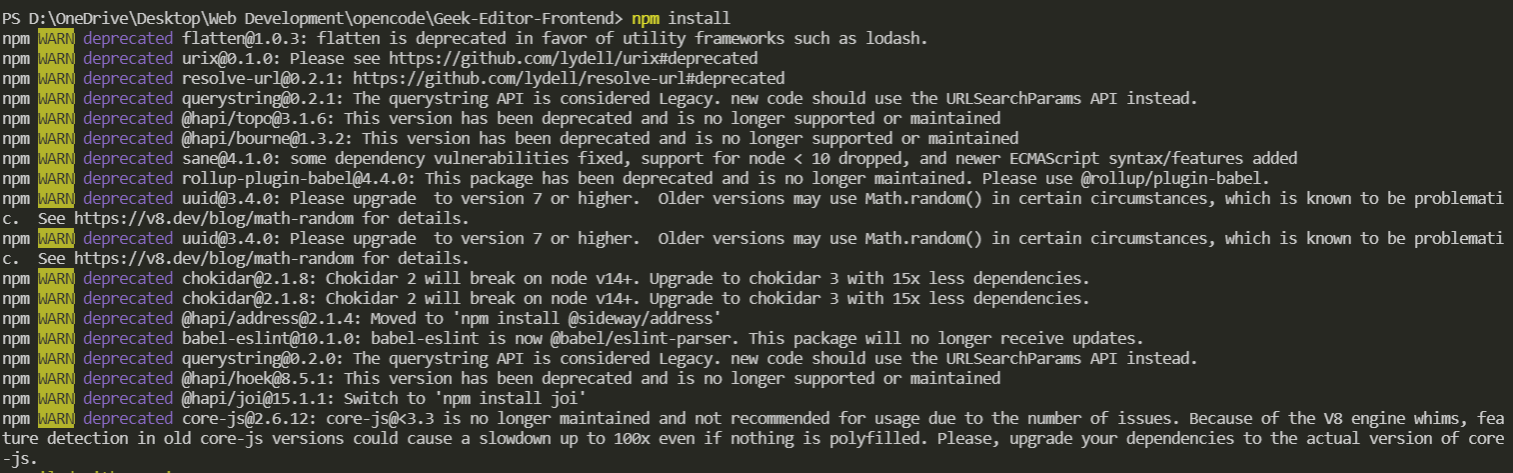 PS D:\OneDrive\Desktop\Web Development\opencode\Geek-Editor-Frontend> npm install
npm WARN deprecated flatten@1.0.3: flatten is deprecated in favor of utility frameworks such as lodash.
npm WARN deprecated urix@0.1.0: Please see https://github.com/lydell/urix#deprecated
npm WARN deprecated resolve-url@0.2.1: https://github.com/lydell/resolve-url#deprecated
npm WARN deprecated querystring@0.2.1: The querystring API is considered Legacy. new code should use the URLSearchParams API instead.
npm WARN deprecated @hapi/topo@3.1.6: This version has been deprecated and is no longer supported or maintained
npm WARN deprecated @hapi/bourne@1.3.2: This version has been deprecated and is no longer supported or maintained
npm WARN deprecated sane@4.1.0: some dependency vulnerabilities fixed, support for node < 10 dropped, and newer ECMAScript syntax/features added
npm WARN deprecated rollup-plugin-babel@4.4.0: This package has been deprecated and is no longer maintained. Please use @rollup/plugin-babel.
npm WARN deprecated uuid@3.4.0: Please upgrade  to version 7 or higher.  Older versions may use Math.random() in certain circumstances, which is known to be problemati
c.  See https://v8.dev/blog/math-random for details.
npm WARN deprecated uuid@3.4.0: Please upgrade  to version 7 or higher.  Older versions may use Math.random() in certain circumstances, which is known to be problemati
c.  See https://v8.dev/blog/math-random for details.
npm WARN deprecated chokidar@2.1.8: Chokidar 2 will break on node v14+. Upgrade to chokidar 3 with 15x less dependencies.
npm WARN deprecated chokidar@2.1.8: Chokidar 2 will break on node v14+. Upgrade to chokidar 3 with 15x less dependencies.
npm WARN deprecated @hapi/address@2.1.4: Moved to 'npm install @sideway/address'
npm WARN deprecated babel-eslint@10.1.0: babel-eslint is now @babel/eslint-parser. This package will no longer receive updates.
npm WARN deprecated querystring@0.2.0: The querystring API is considered Legacy. new code should use the URLSearchParams API instead.
npm WARN deprecated @hapi/hoek@8.5.1: This version has been deprecated and is no longer supported or maintained
npm WARN deprecated @hapi/joi@15.1.1: Switch to 'npm install joi'
npm WARN deprecated core-js@2.6.12: core-js@<3.3 is no longer maintained and not recommended for usage due to the number of issues. Because of the V8 engine whims, fea
ture detection in old core-js versions could cause a slowdown up to 100x even if nothing is polyfilled. Please, upgrade your dependencies to the actual version of core
-js.